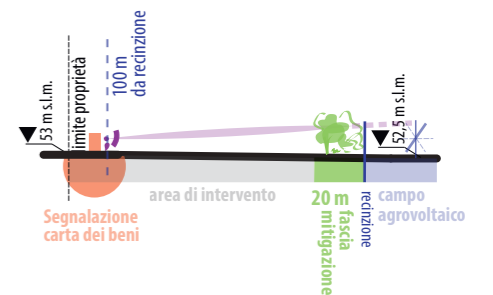 53 m s.l.m.
imite proprietà
100 m
da recinzione
52,5 m s.l.m.
area di intervento
Segnalazione
carta dei beni
20 m
fascia
mitigazione
recinzione
campo
agrovoltaico